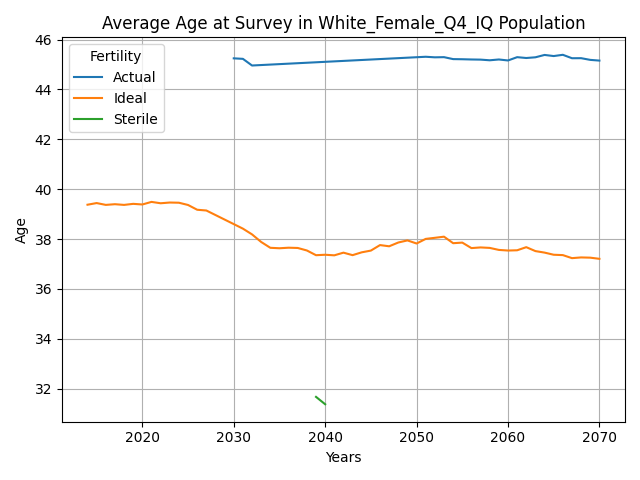 Average Age at Survey in White_Female_Q4_IQ Population
Fertility
Actual
Ideal
Sterile
46
44
42
40
38
36
34
32
Age
2020
2030
2040
2050
2060
2070
Years